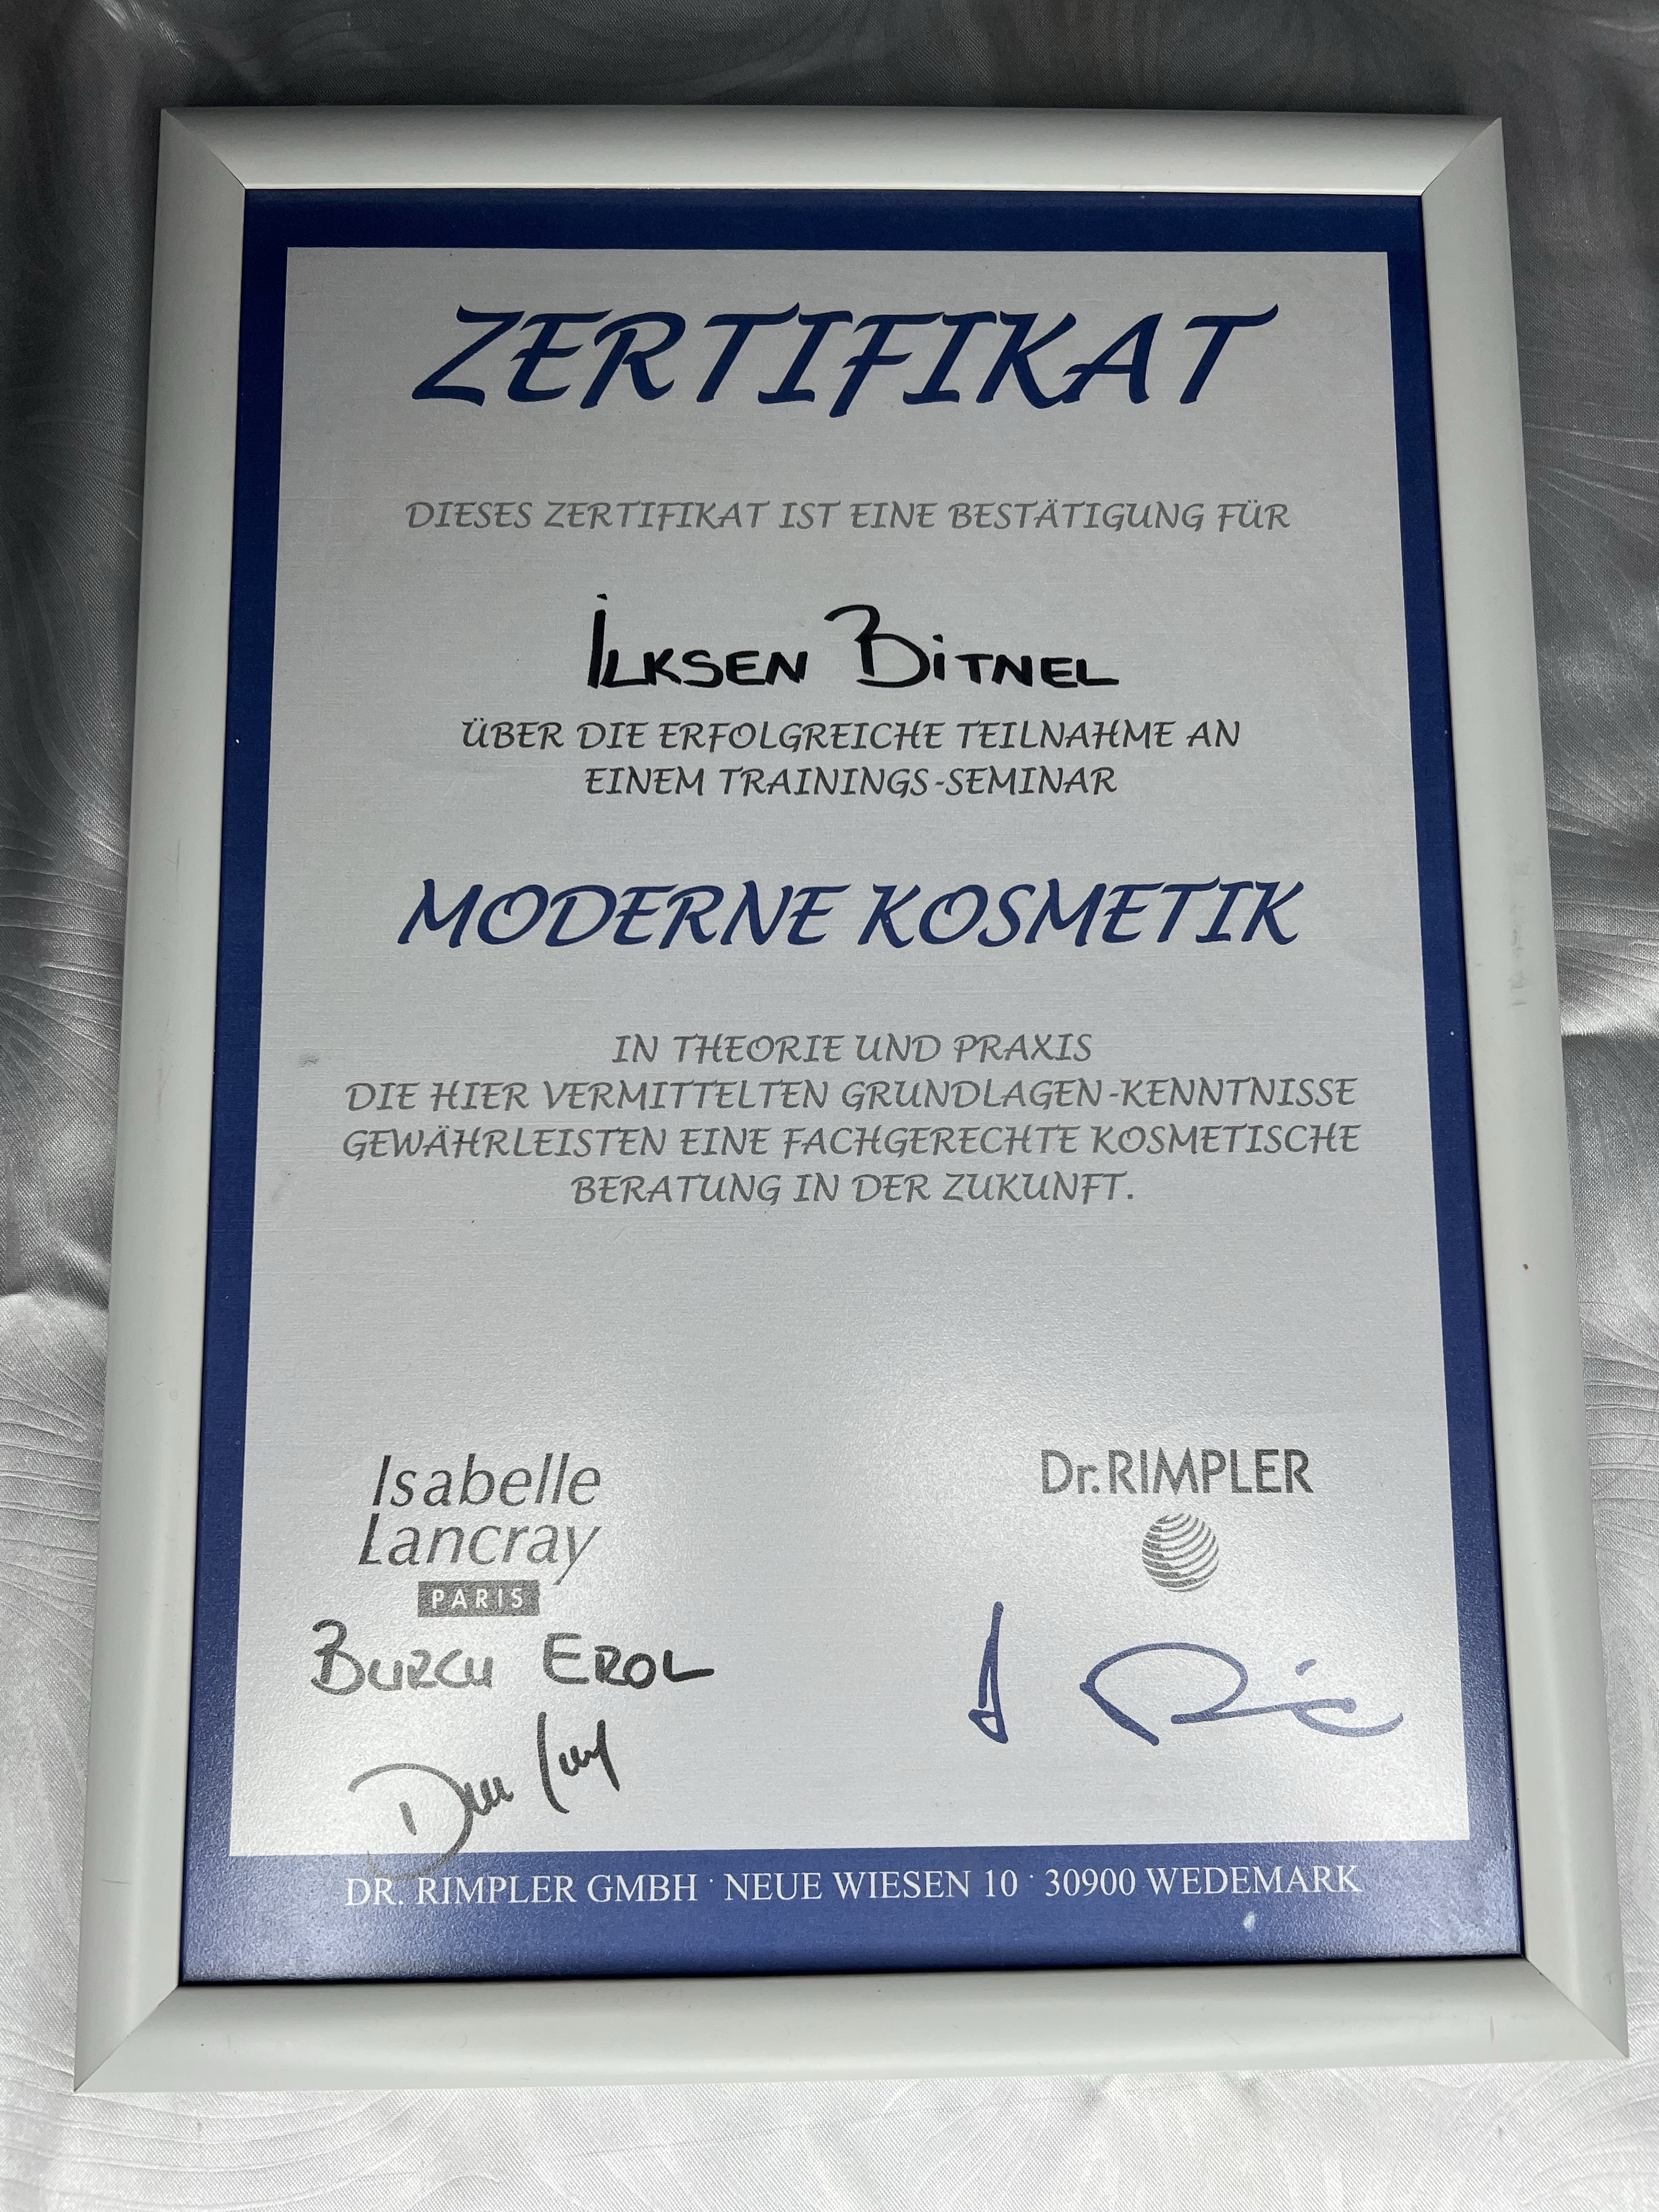 ZERTIFIKAT
DIESES ZERTIFIKAT IST EINE BESTÄTIGUNG FÜR
İLKSEN BİTNEL
ÜBER DIE ERFOLGREICHE TEILNAHME AN
EINEM TRAININGS-SEMINAR
MODERNE KOSMETIK
IN THEORIE UND PRAXIS
DIE HIER VERMITTELTEN GRUNDLAGEN-KENNTNISSE
GEWÄHRLEISTEN EINE FACHGERECHTE KOSMETISCHE
BERATUNG IN DER ZUKUNFT.
Isabelle
Lancray
PARIS
BURCU EROL
Dr.RIMPLER
DR. RIMPLER GMBH · NEUE WIESEN 10 · 30900 WEDEMARK